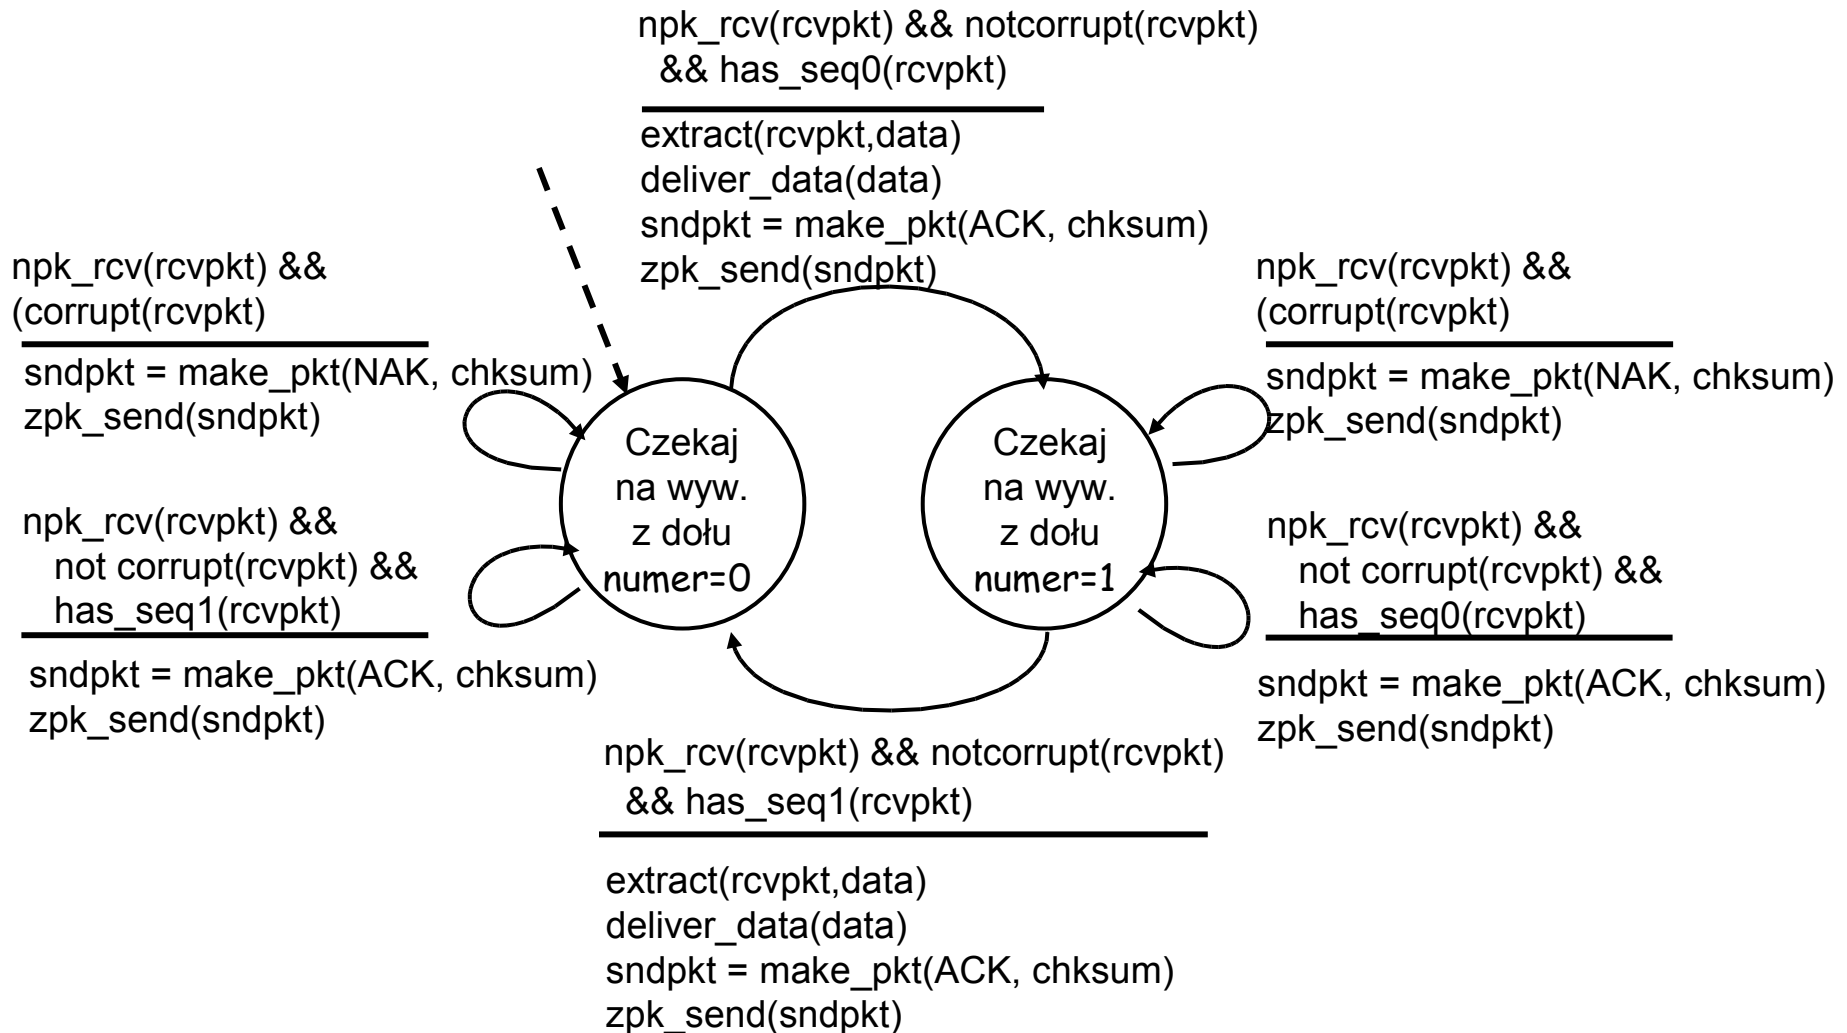 npk_rcv(rcvpkt) && notcorrupt(rcvpkt)
&& has_seq0(rcvpkt)
extract(rcvpkt,data)
deliver_data(data)
sndpkt = make_pkt(ACK, chksum)
zpk_send(sndpkt)
npk_rcv(rcvpkt) &&
(corrupt(rcvpkt)
sndpkt = make_pkt(NAK, chksum)
zpk_send(sndpkt)
npk_rcv(rcvpkt) &&
not corrupt(rcvpkt) &&
has_seq1(rcvpkt)
sndpkt = make_pkt(ACK, chksum)
zpk_send(sndpkt)
Czekaj
na wyw.
z dołu
numer=0
Czekaj
na wyw.
z dołu
numer=1
npk_rcv(rcvpkt) &&
(corrupt(rcvpkt)
sndpkt = make_pkt(NAK, chksum)
zpk_send(sndpkt)
npk_rcv(rcvpkt) &&
not corrupt(rcvpkt) &&
has_seq0(rcvpkt)
sndpkt = make_pkt(ACK, chksum)
zpk_send(sndpkt)
npk_rcv(rcvpkt) && notcorrupt(rcvpkt)
&& has_seq1(rcvpkt)
extract(rcvpkt,data)
deliver_data(data)
sndpkt = make_pkt(ACK, chksum)
zpk_send(sndpkt)